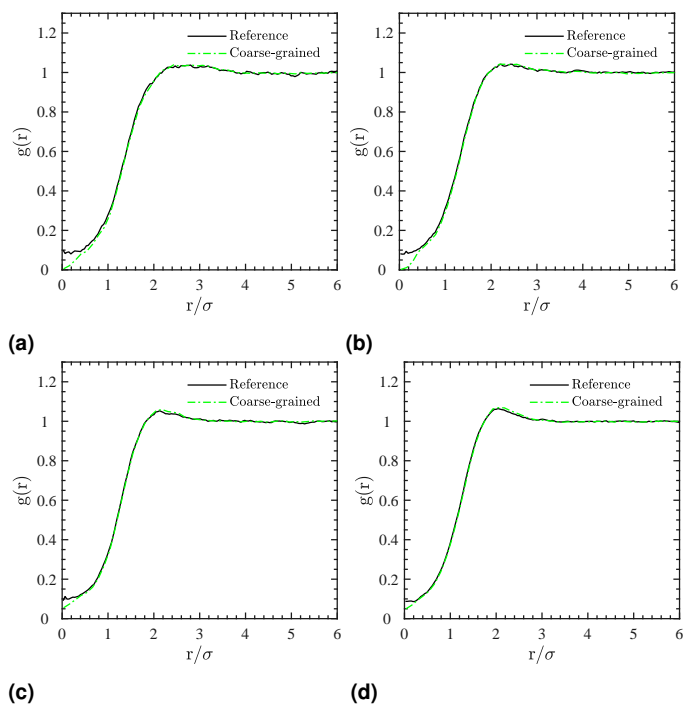 1.2
1
0.8
0.6
0.4
0.2
0
g(r)
Reference
Coarse-grained
0 1 2 3 4 5 6
r/σ
(a)
1.2
1
0.8
0.6
0.4
0.2
0
g(r)
Reference
Coarse-grained
0 1 2 3 4 5 6
r/σ
(b)
1.2
1
0.8
0.6
0.4
0.2
0
g(r)
Reference
Coarse-grained
0 1 2 3 4 5 6
r/σ
(c)
1.2
1
0.8
0.6
0.4
0.2
0
g(r)
Reference
Coarse-grained
0 1 2 3 4 5 6
r/σ
(d)